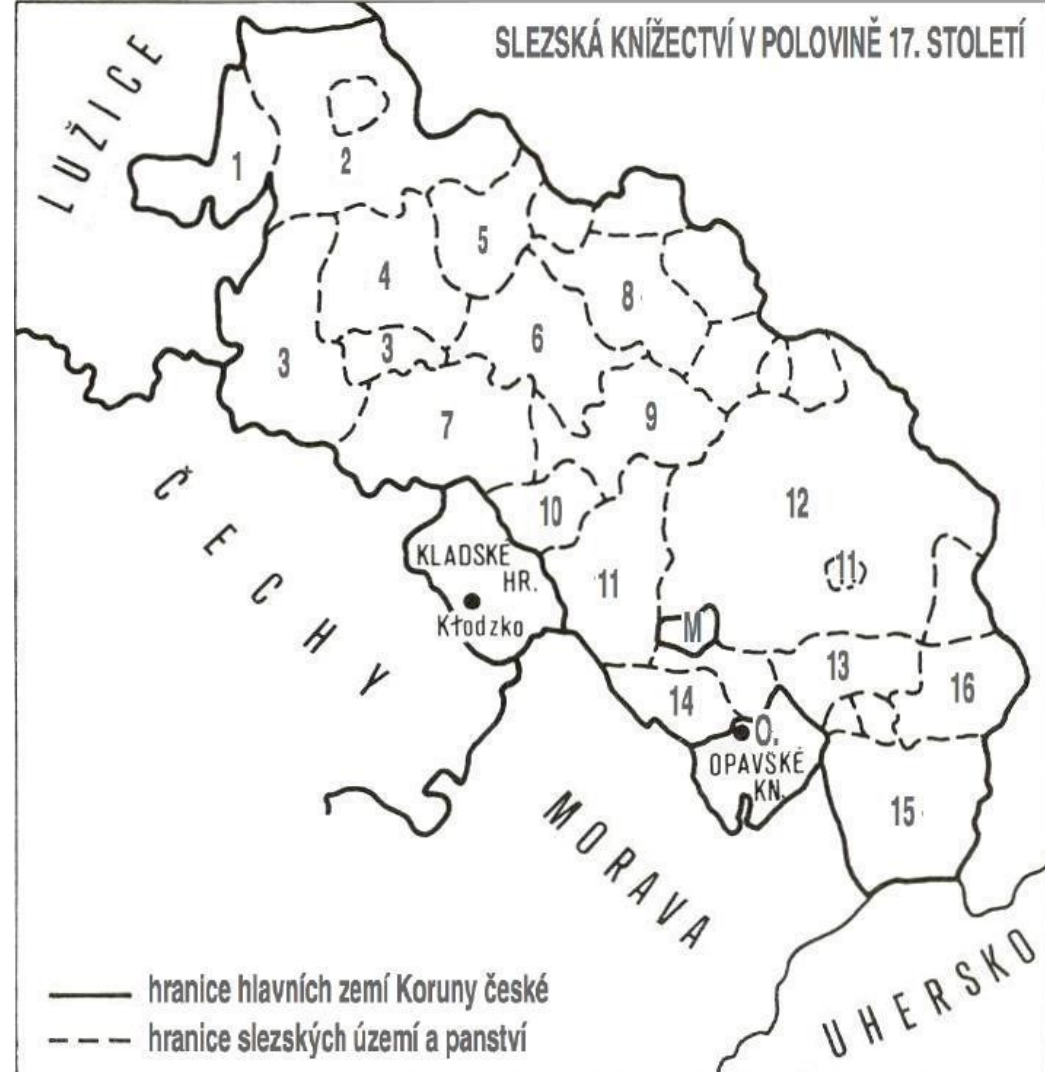 SLEZSKÁ KNÍŽECTVÍ V POLOVINĚ 17. STOLETÍ
LUŽICE
1
2
5
4
8
3
3
6
7
9
ČECHY
10
12
KLADSKÉ
HR.
11
11
Kłodzko
M
13
14
16
O.
OPAVSKÉ
KN.
15
MORAVA
UHERSKO
hranice hlavních zemí Koruny české
hranice slezských území a panství